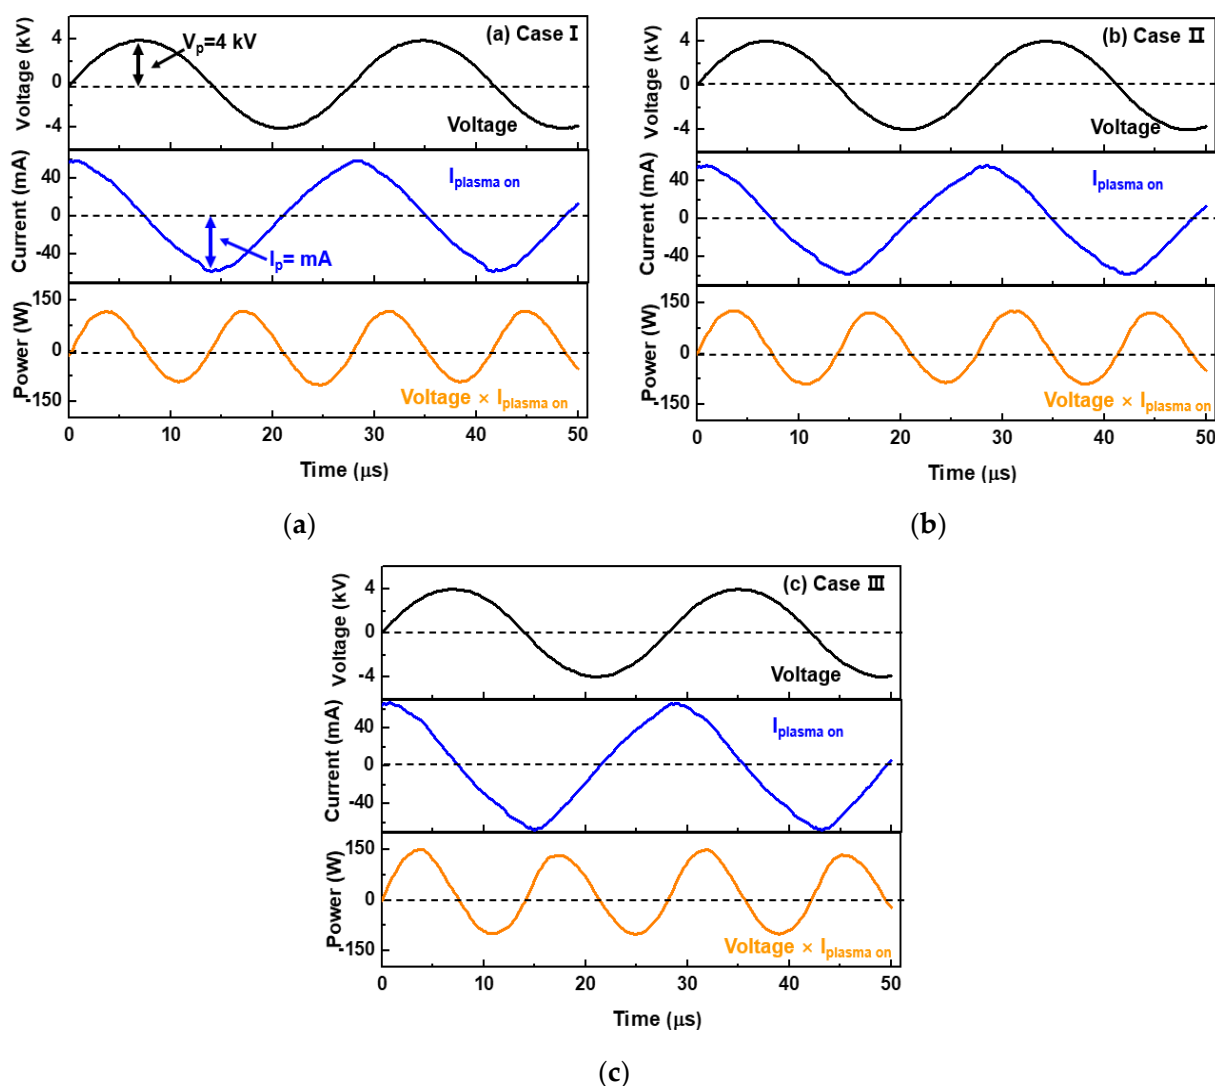 (a) Case Ⅰ
Voltage (kV)
4
0
-4
Vp=4 kV
Voltage
Current (mA)
40
0
-40
Iplasma on
Ip= mA
Power (W)
150
0
-150
Voltage × Iplasma on
0 10 20 30 40 50
Time (μs)
(a)
(b) Case Ⅱ
Voltage (kV)
4
0
-4
Voltage
Current (mA)
40
0
-40
Iplasma on
Power (W)
150
0
-150
Voltage × Iplasma on
0 10 20 30 40 50
Time (μs)
(b)
(c) Case Ⅲ
Voltage (kV)
4
0
-4
Voltage
Current (mA)
40
0
-40
Iplasma on
Power (W)
150
0
-150
Voltage × Iplasma on
0 10 20 30 40 50
Time (μs)
(c)